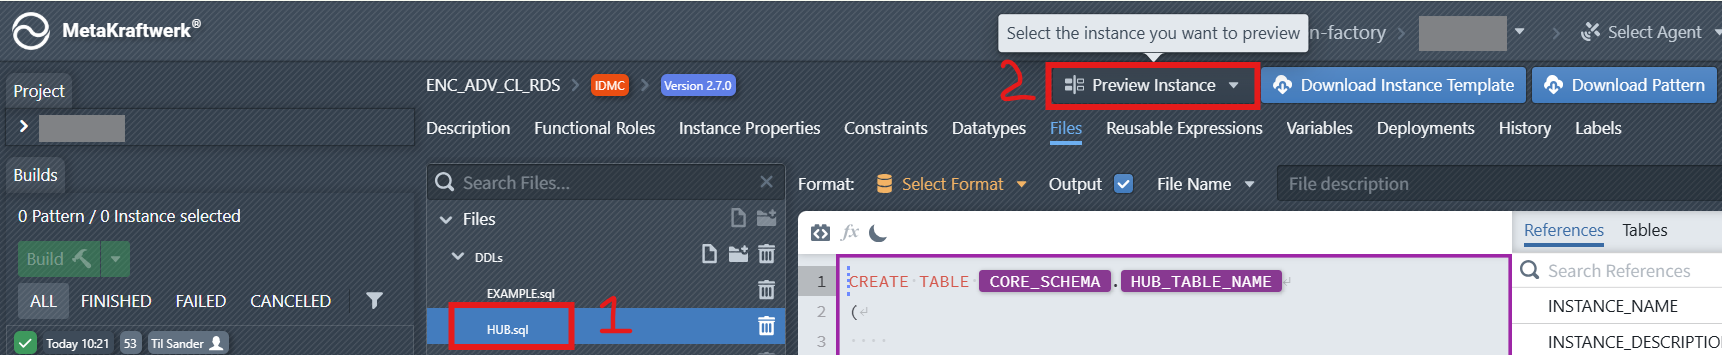 MetaKraftwerk®
Select the instance you want to preview
n-factory
Select Agent
Project
ENC_ADV_CL_RDS
IDMC
Version 2.7.0
2
Preview Instance
Download Instance Template
Download Pattern
Description Functional Roles Instance Properties Constraints Datatypes Files Reusable Expressions Variables Deployments History Labels
Builds
0 Pattern / 0 Instance selected
Build
ALL FINISHED FAILED CANCELED
Today 10:21 53 Til Sander
Search Files...
Files
DDLs
EXAMPLE.sql
HUB.sql
1
Format: Select Format Output File Name File description
fx
1 CREATE TABLE CORE_SCHEMA.HUB_TABLE_NAME
2 (
3
References Tables
Search References
INSTANCE_NAME
INSTANCE_DESCRIPTIO